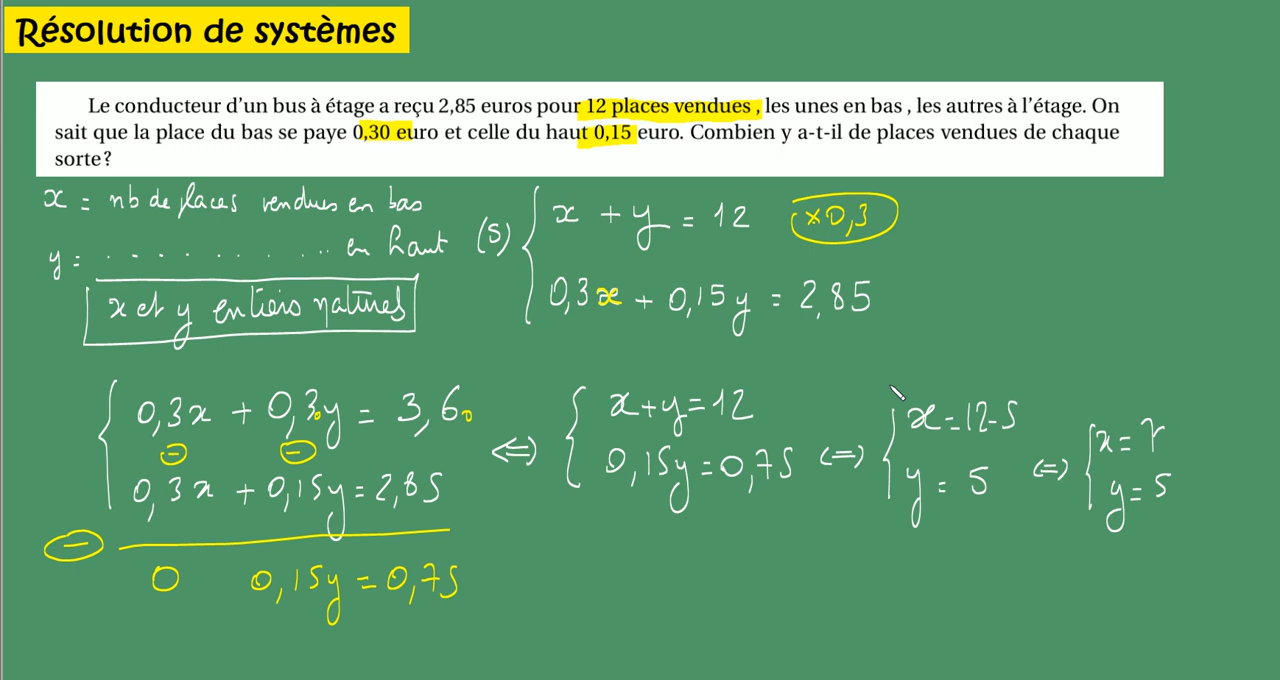 Résolution de systèmes
Le conducteur d'un bus à étage a reçu 2,85 euros pour 12 places vendues , les unes en bas , les autres à l'étage. On
sait que la place du bas se paye 0,30 euro et celle du haut 0,15 euro. Combien y a-t-il de places vendues de chaque
sorte ?
x = nb de places vendues en bas
y = . . . . . . . . . . . . en haut
x et y entiers naturels
(S) { x + y = 12 ×0,3
0,3x + 0,15y = 2,85
{ 0,3x + 0,30y = 3,60
− −
0,3x + 0,15y = 2,85
−
0 0,15y = 0,75
⇔ { x+y=12
0,15y=0,75
⇔ { x=12-5
y = 5
⇔ { x=7
y=5